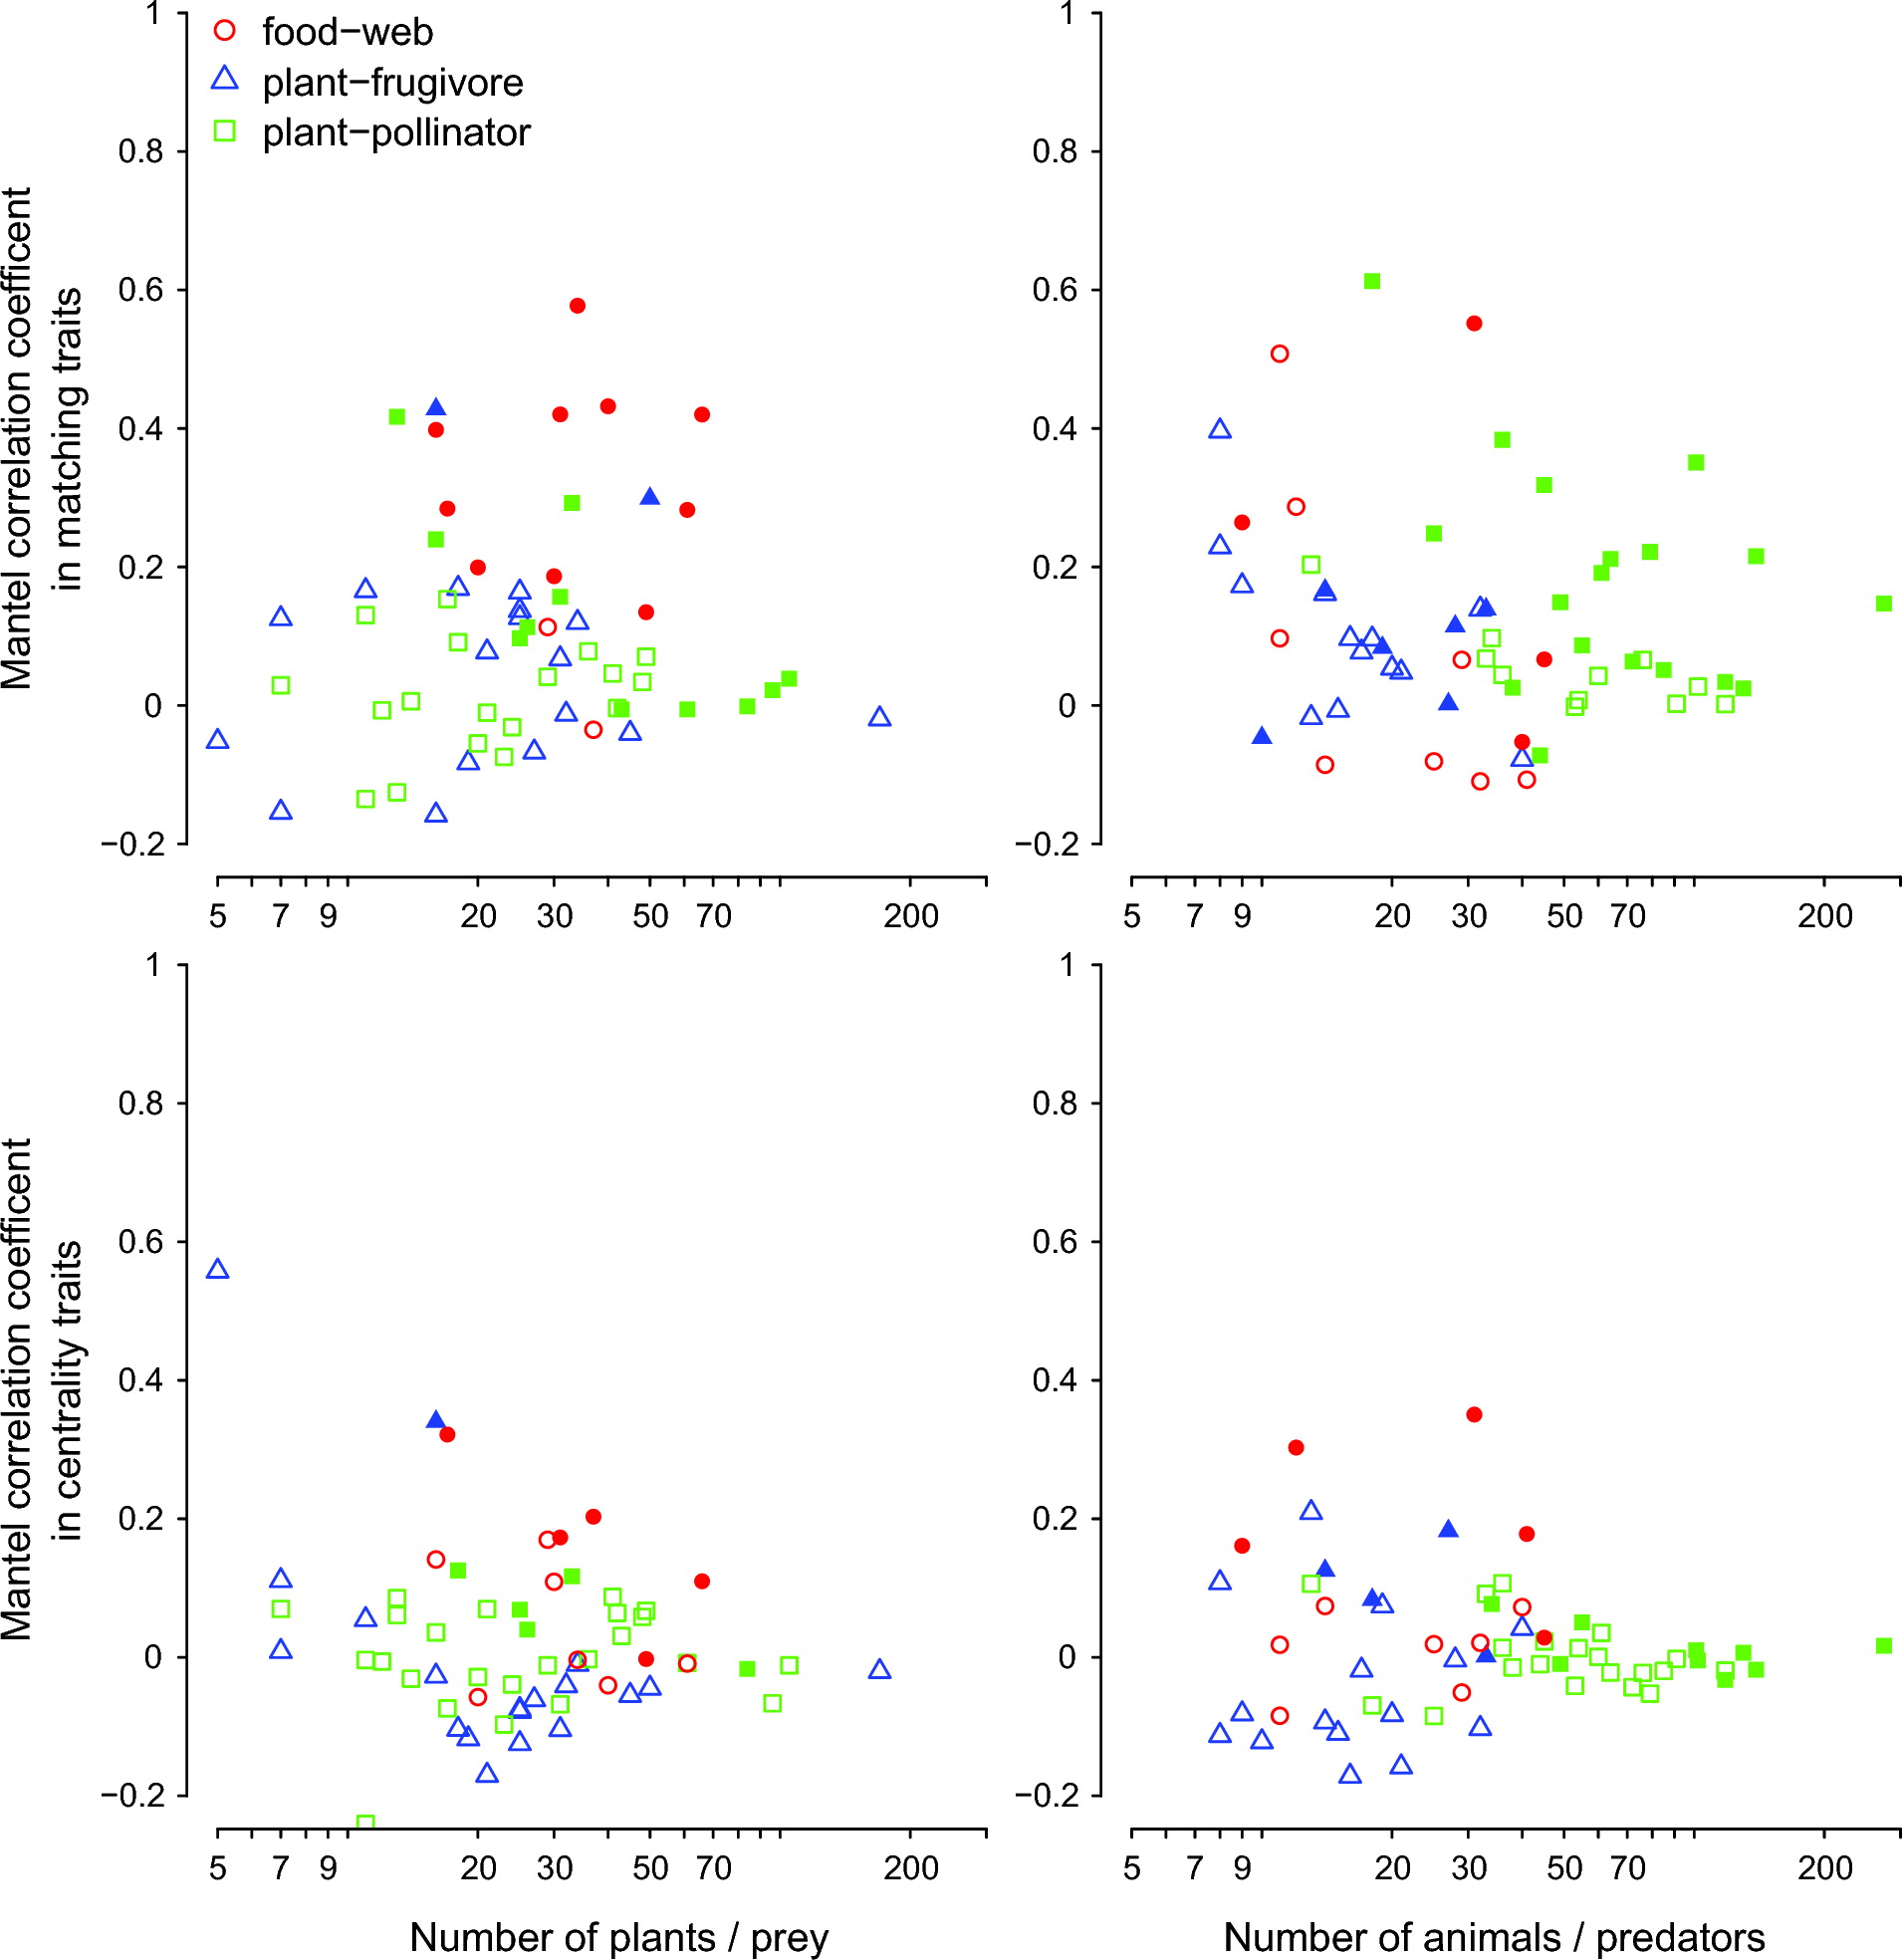 food−web
plant−frugivore
plant−pollinator
Mantel correlation coefficent
in matching traits
1
0.8
0.6
0.4
0.2
0
−0.2
5 7 9 20 30 50 70 200
1
0.8
0.6
0.4
0.2
0
−0.2
5 7 9 20 30 50 70 200
Mantel correlation coefficent
in centrality traits
1
0.8
0.6
0.4
0.2
0
−0.2
5 7 9 20 30 50 70 200
Number of plants / prey
1
0.8
0.6
0.4
0.2
0
−0.2
5 7 9 20 30 50 70 200
Number of animals / predators